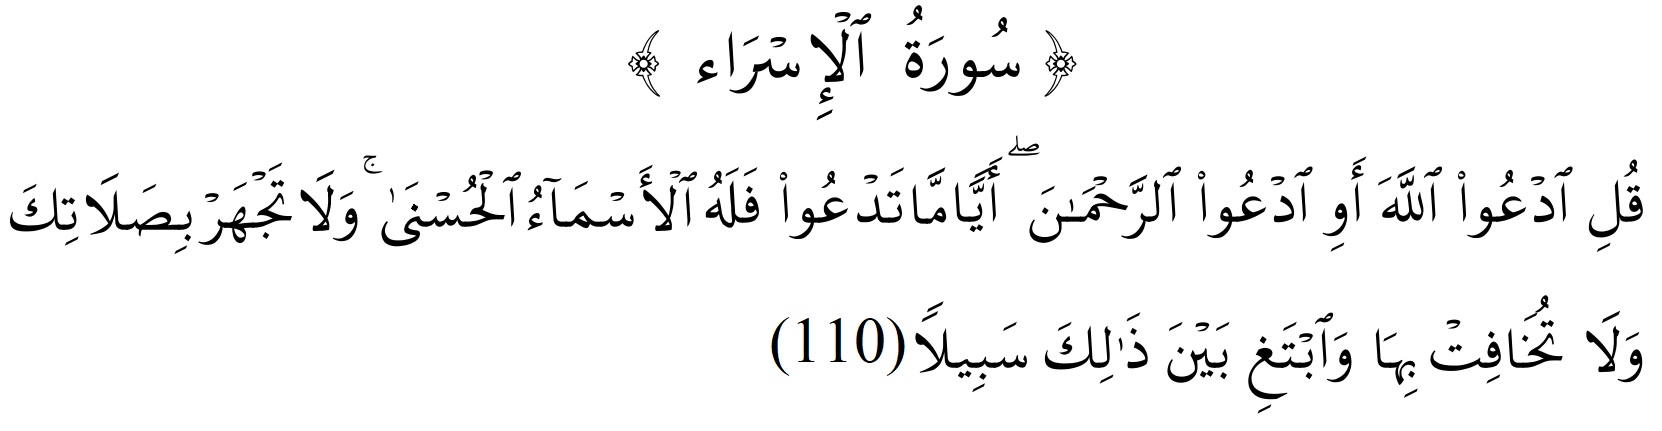 ﴿ سُورَةُ ٱلْإِسْرَاء ﴾
قُلِ ٱدْعُوا۟ ٱللَّهَ أَوِ ٱدْعُوا۟ ٱلرَّحْمَـٰنَ ۖ أَيًّا مَّا تَدْعُوا۟ فَلَهُ ٱلْأَسْمَآءُ ٱلْحُسْنَىٰ ۚ وَلَا تَجْهَرْ بِصَلَاتِكَ
وَلَا تُخَافِتْ بِهَا وَٱبْتَغِ بَيْنَ ذَٰلِكَ سَبِيلًا (110)